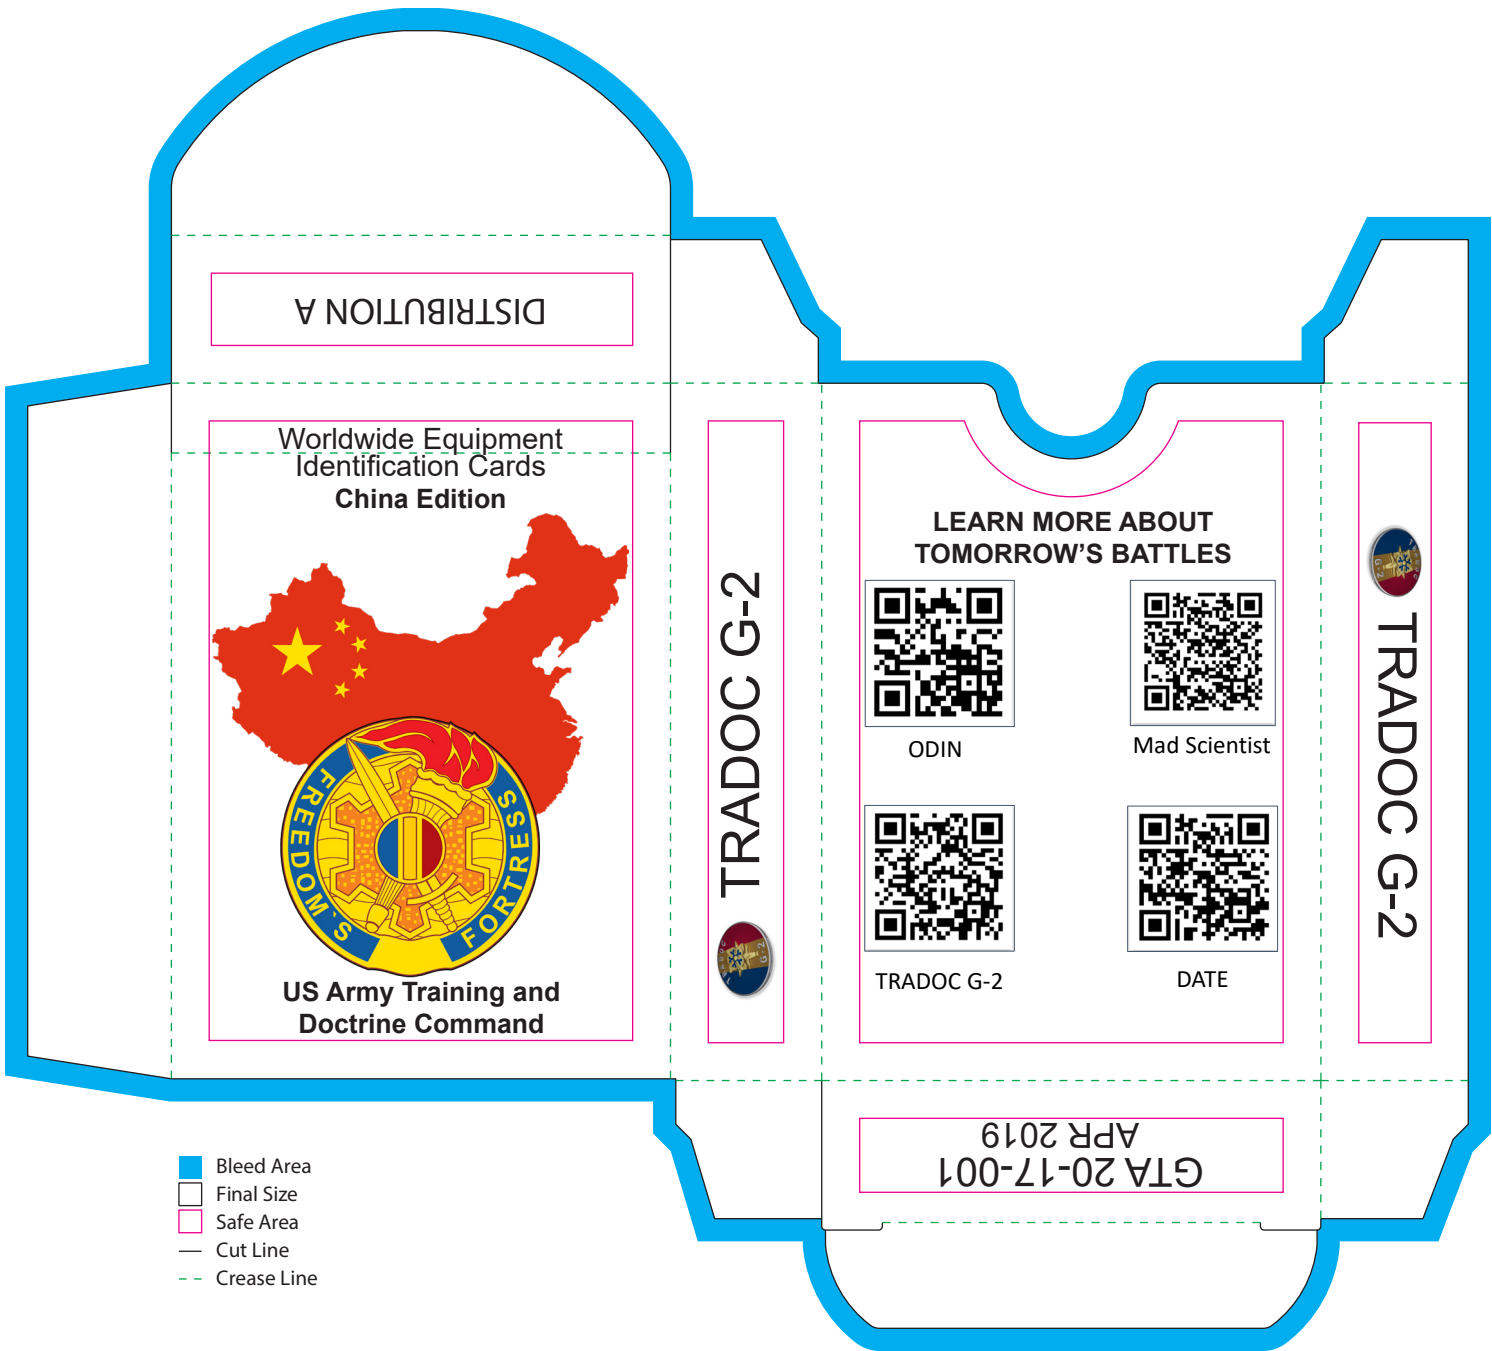 DISTRIBUTION A
Worldwide Equipment
Identification Cards
China Edition
FREEDOM'S FORTRESS
US Army Training and
Doctrine Command
TRADOC G-2
LEARN MORE ABOUT
TOMORROW'S BATTLES
ODIN
Mad Scientist
TRADOC G-2
DATE
TRADOC G-2
GTA 20-17-001
APR 2019
Bleed Area
Final Size
Safe Area
Cut Line
Crease Line